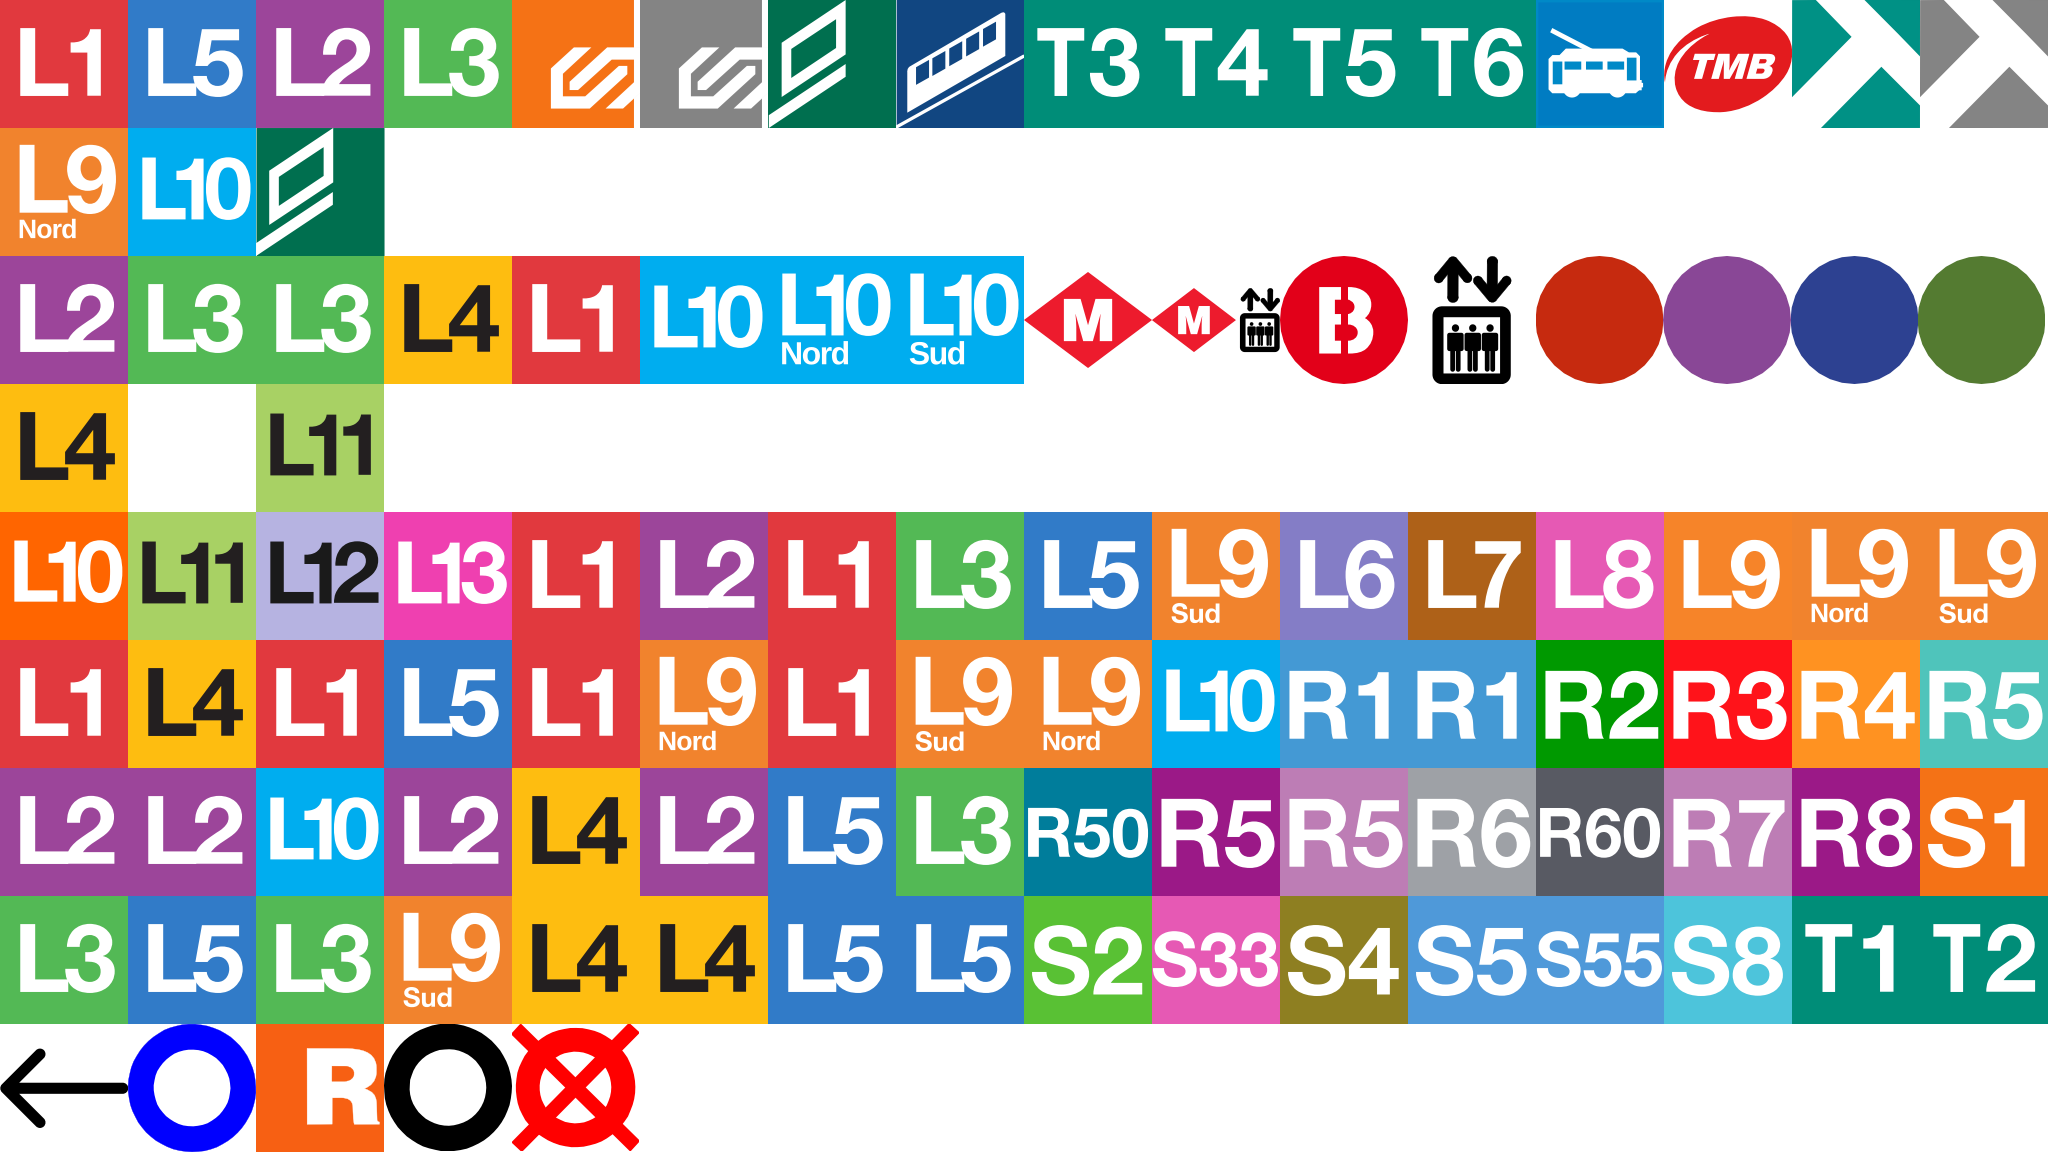 L1 L5 L2 L3 T3 T4 T5 T6 TMB
L9 Nord L10
L2 L3 L3 L4 L1 L10 L10 Nord L10 Sud M M B
L4 L11
L10 L11 L12 L13 L1 L2 L1 L3 L5 L9 Sud L6 L7 L8 L9 L9 Nord L9 Sud
L1 L4 L1 L5 L1 L9 Nord L1 L9 Sud L9 Nord L10 R1 R1 R2 R3 R4 R5
L2 L2 L10 L2 L4 L2 L5 L3 R50 R5 R5 R6 R60 R7 R8 S1
L3 L5 L3 L9 Sud L4 L4 L5 L5 S2 S33 S4 S5 S55 S8 T1 T2
R